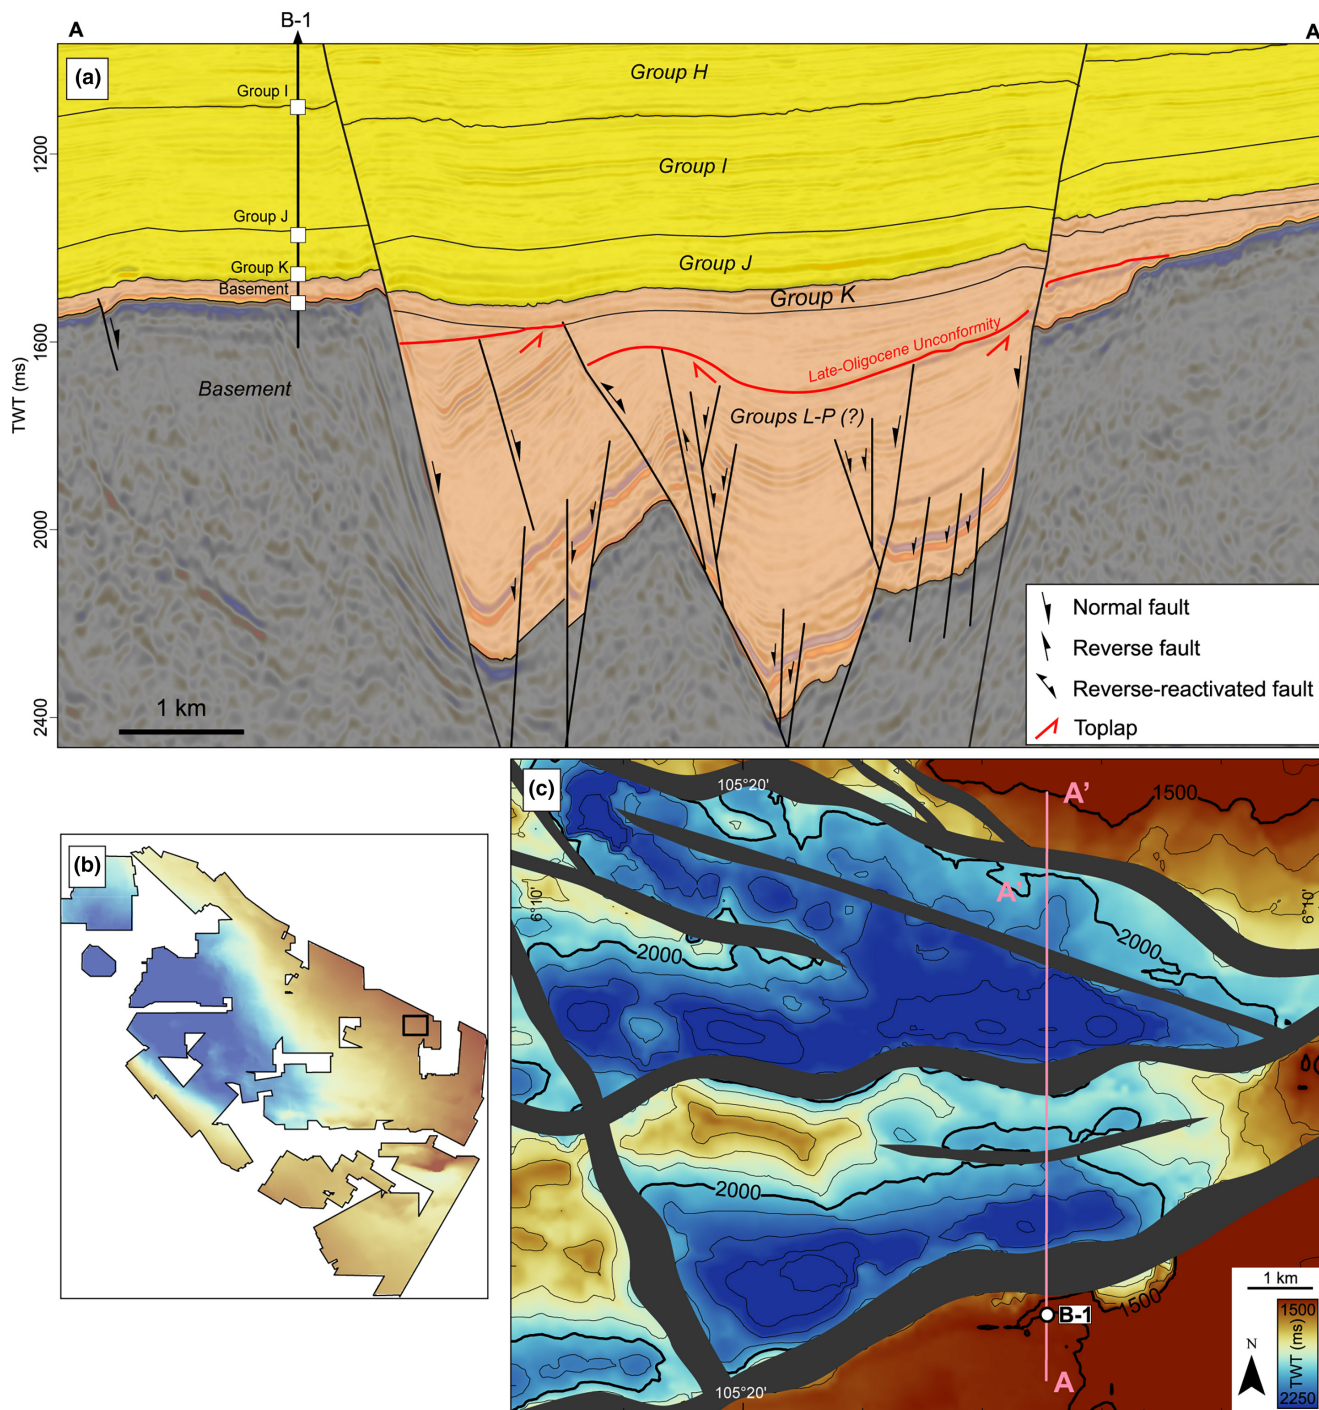 A
B-1
A
(a)
Group H
Group I
Group I
Group J
Group J
Group K
Group K
Basement
Late-Oligocene Unconformity
Basement
Groups L-P (?)
TWT (ms)
1200
1600
2000
2400
1 km
Normal fault
Reverse fault
Reverse-reactivated fault
Toplap
(b)
(c)
105°20'
A'
1500
A'
6°10'
6°10'
2000
2000
2000
1500
B-1
A
105°20'
1 km
N
1500
TWT (ms)
2250